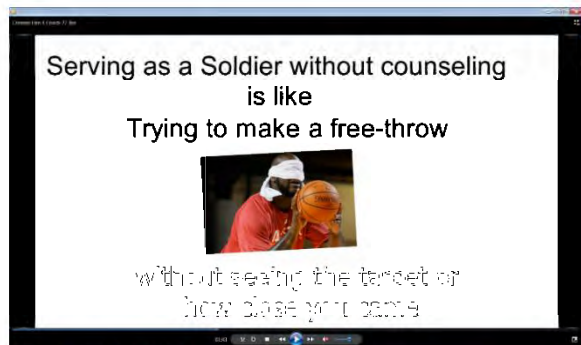 Serving as a Soldier without counseling
is like
Trying to make a free-throw
without seeing the target or
how close you came